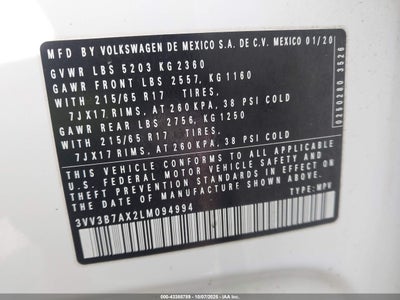 MFD BY VOLKSWAGEN DE MEXICO S.A. DE C.V. MEXICO 01/20
GVWR LBS 5203 KG 2360
GAWR FRONT LBS 2557, KG 1160
WITH 215/65 R17 TIRES.
7JX17 RIMS, AT 260 KPA, 38 PSI COLD
GAWR REAR LBS 2756, KG 1250
WITH 215/65 R17 TIRES.
7JX17 RIMS, AT 260 KPA, 38 PSI COLD
THIS VEHICLE CONFORMS TO ALL APPLICABLE
U.S. FEDERAL MOTOR VEHICLE SAFETY AND
THEFT PREVENTION STANDARDS IN EFFECT ON THE
DATE OF MANUFACTURE SHOWN ABOVE.
3VV3B7AX2LM094994 TYPE: MPV
0250280 3526
000-43388789 - 10/07/2025 - IAA Inc.